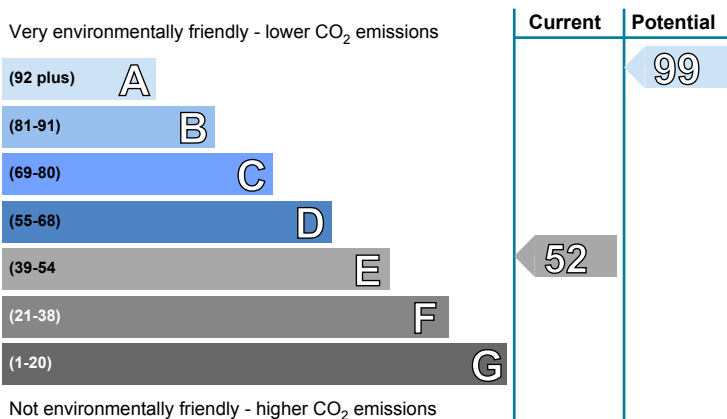 Current Potential
Very environmentally friendly - lower CO2 emissions
(92 plus) A 99
(81-91) B
(69-80) C
(55-68) D
(39-54 E 52
(21-38) F
(1-20) G
Not environmentally friendly - higher CO2 emissions